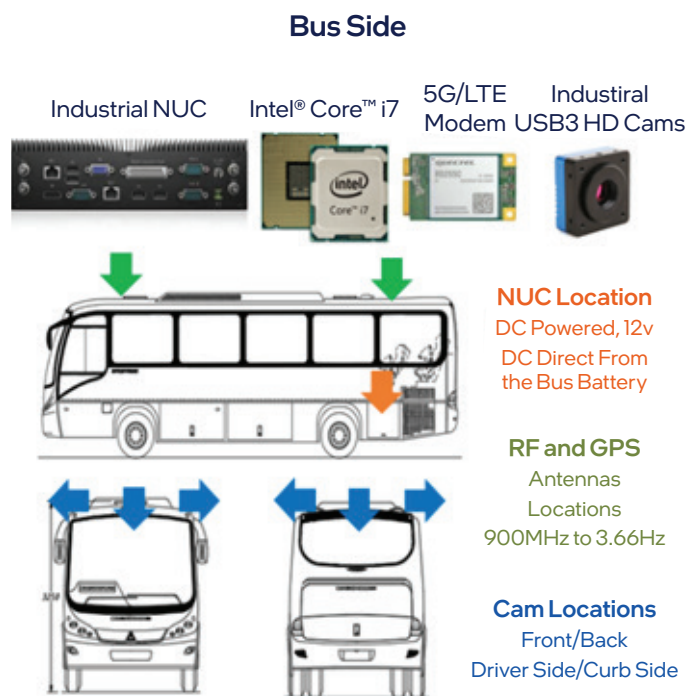 Bus Side
Industrial NUC
Intel® Core™ i7
5G/LTE
Modem
Industiral
USB3 HD Cams
intel
Core™ i7
NUC Location
DC Powered, 12v
DC Direct From
the Bus Battery
RF and GPS
Antennas
Locations
900MHz to 3.66Hz
Cam Locations
Front/Back
Driver Side/Curb Side